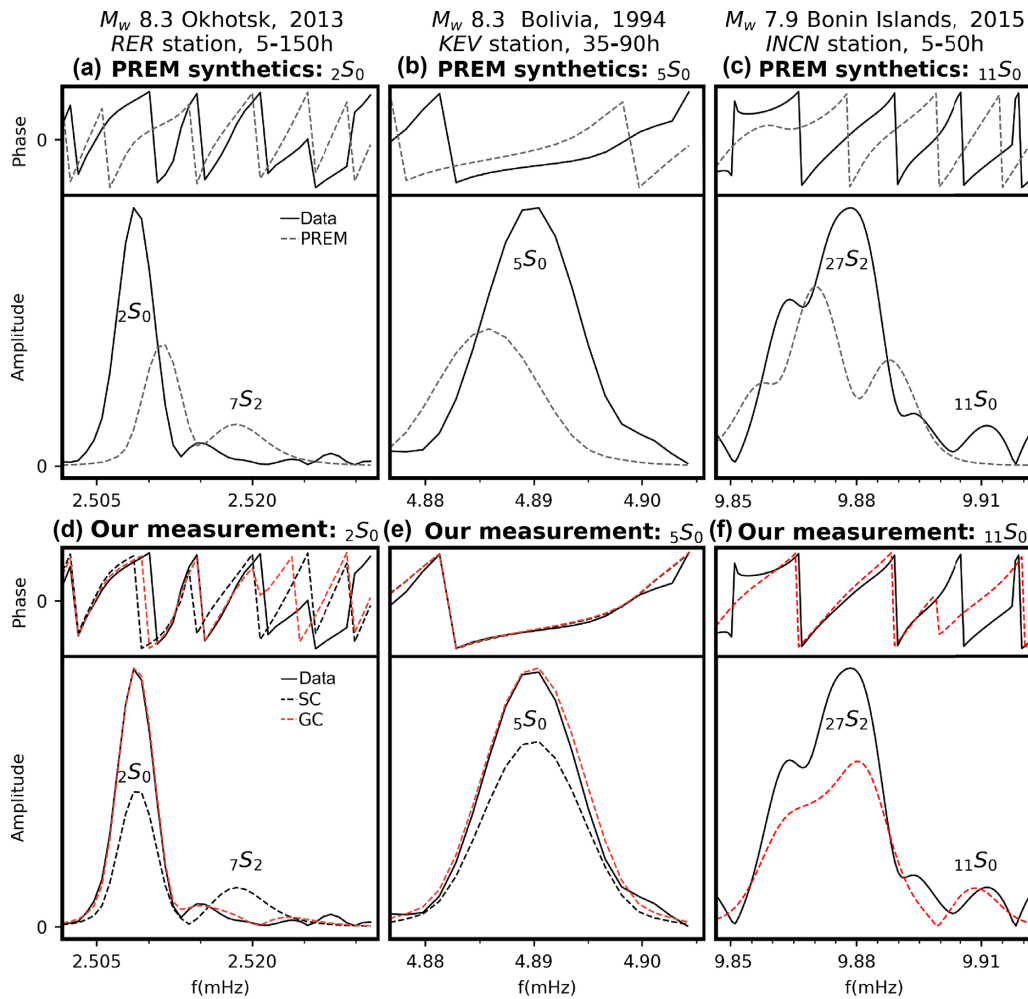 Mw 8.3 Okhotsk, 2013
RER station, 5-150h
(a) PREM synthetics: 2S0
Mw 8.3 Bolivia, 1994
KEV station, 35-90h
(b) PREM synthetics: 5S0
Mw 7.9 Bonin Islands, 2015
INCN station, 5-50h
(c) PREM synthetics: 11S0
Phase
0
Amplitude
0
Data
PREM
2S0
7S2
2.505
2.520
5S0
4.88
4.89
4.90
27S2
11S0
9.85
9.88
9.91
(d) Our measurement: 2S0
(e) Our measurement: 5S0
(f) Our measurement: 11S0
Phase
0
Amplitude
0
Data
SC
GC
2S0
7S2
2.505
2.520
f(mHz)
5S0
4.88
4.89
4.90
f(mHz)
27S2
11S0
9.85
9.88
9.91
f(mHz)